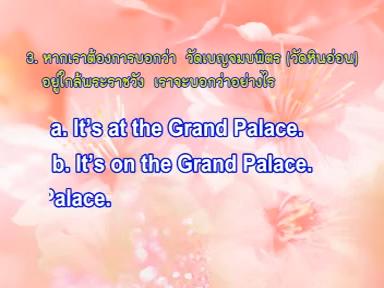 3. หากเราต้องการบอกว่า วัดเบญจมบพิตร (วัดหินอ่อน)
อยู่ใกล้พระราชวัง เราจะบอกว่าอย่างไร
a. It's at the Grand Palace.
b. It's on the Grand Palace.
Palace.